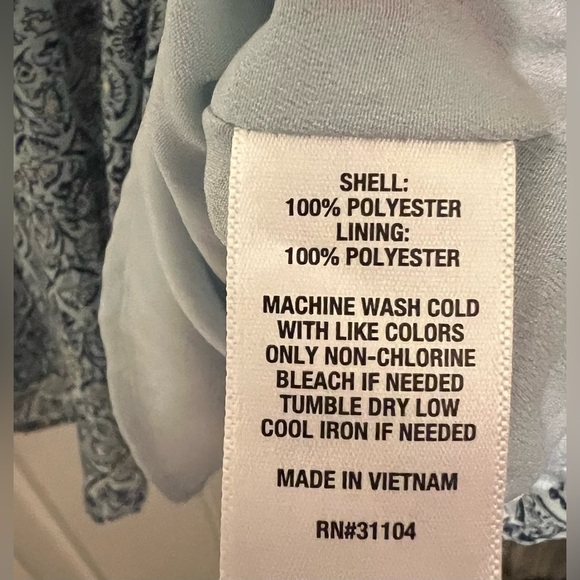 SHELL:
100% POLYESTER
LINING:
100% POLYESTER
MACHINE WASH COLD
WITH LIKE COLORS
ONLY NON-CHLORINE
BLEACH IF NEEDED
TUMBLE DRY LOW
COOL IRON IF NEEDED
MADE IN VIETNAM
RN#31104